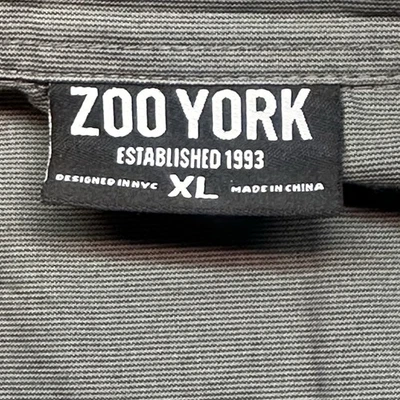 ZOO YORK
ESTABLISHED 1993
DESIGNED IN NYC XL MADE IN CHINA